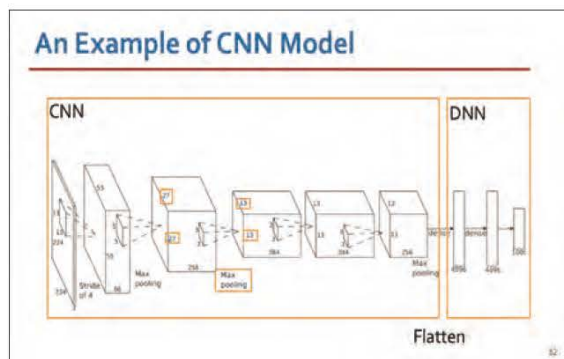 An Example of CNN Model
CNN
DNN
55
27
13
13
13
11
224
55
27
13
13
13
dense
dense
384
384
256
1000
Stride
of 4
Max
pooling
256
Max
pooling
Max
pooling
4096
4096
224
96
Flatten